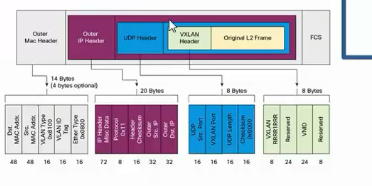 Outer
Mac Header
Outer
IP Header
UDP Header
VXLAN
Header
Original L2 Frame
FCS
14 Bytes
(4 bytes optional)
20 Bytes
8 Bytes
8 Bytes
Dst.
MAC Addr.
Src.
MAC Addr.
VLAN Type
0x8100
VLAN ID
Tag
Ether Type
0x0800
IP Header
Misc Data
Protocol
0x11
Header
Checksum
Outer
Src. IP
Outer
Dst. IP
UDP
Src. Port
VXLAN Port
UDP Length
Checksum
0x0000
VXLAN
RRRR1RRR
Reserved
VNID
Reserved
48 48 16 16 16
72 8 16 32 32
16 16 16 16
8 24 24 8